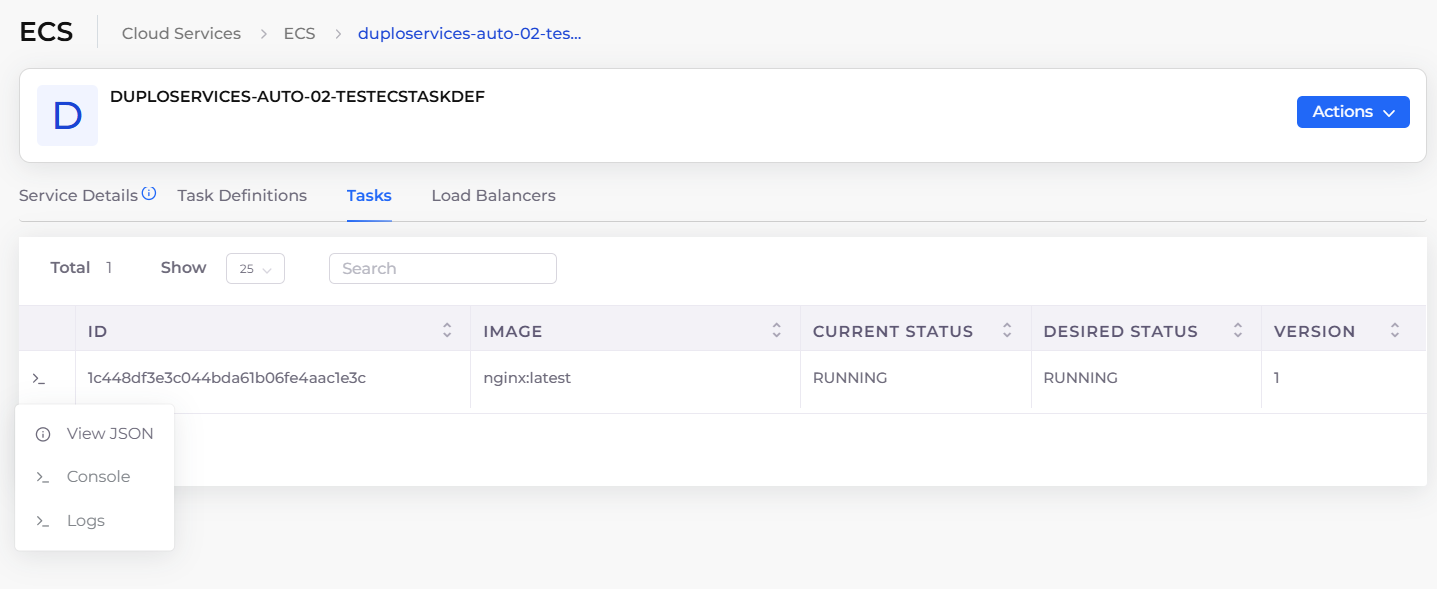 ECS Cloud Services ECS duploservices-auto-02-tes...
D DUPLOSERVICES-AUTO-02-TESTECSTASKDEF
Actions
Service Details Task Definitions Tasks Load Balancers
Total 1 Show 25 Search
ID IMAGE CURRENT STATUS DESIRED STATUS VERSION
1c448df3e3c044bda61b06fe4aac1e3c nginx:latest RUNNING RUNNING 1
View JSON
Console
Logs